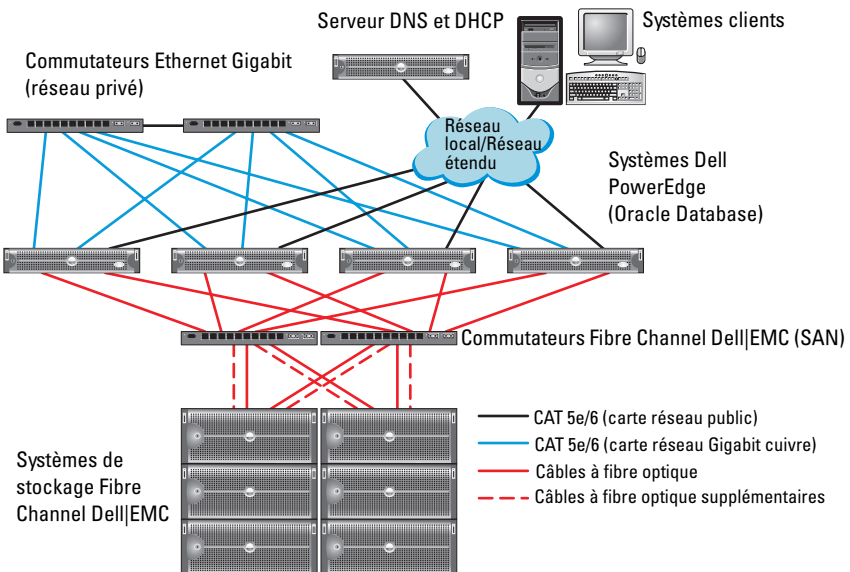 Serveur DNS et DHCP
Systèmes clients
Commutateurs Ethernet Gigabit
(réseau privé)
Réseau
local/Réseau
étendu
Systèmes Dell
PowerEdge
(Oracle Database)
Commutateurs Fibre Channel Dell|EMC (SAN)
Systèmes de
stockage Fibre
Channel Dell|EMC
CAT 5e/6 (carte réseau public)
CAT 5e/6 (carte réseau Gigabit cuivre)
Câbles à fibre optique
Câbles à fibre optique supplémentaires